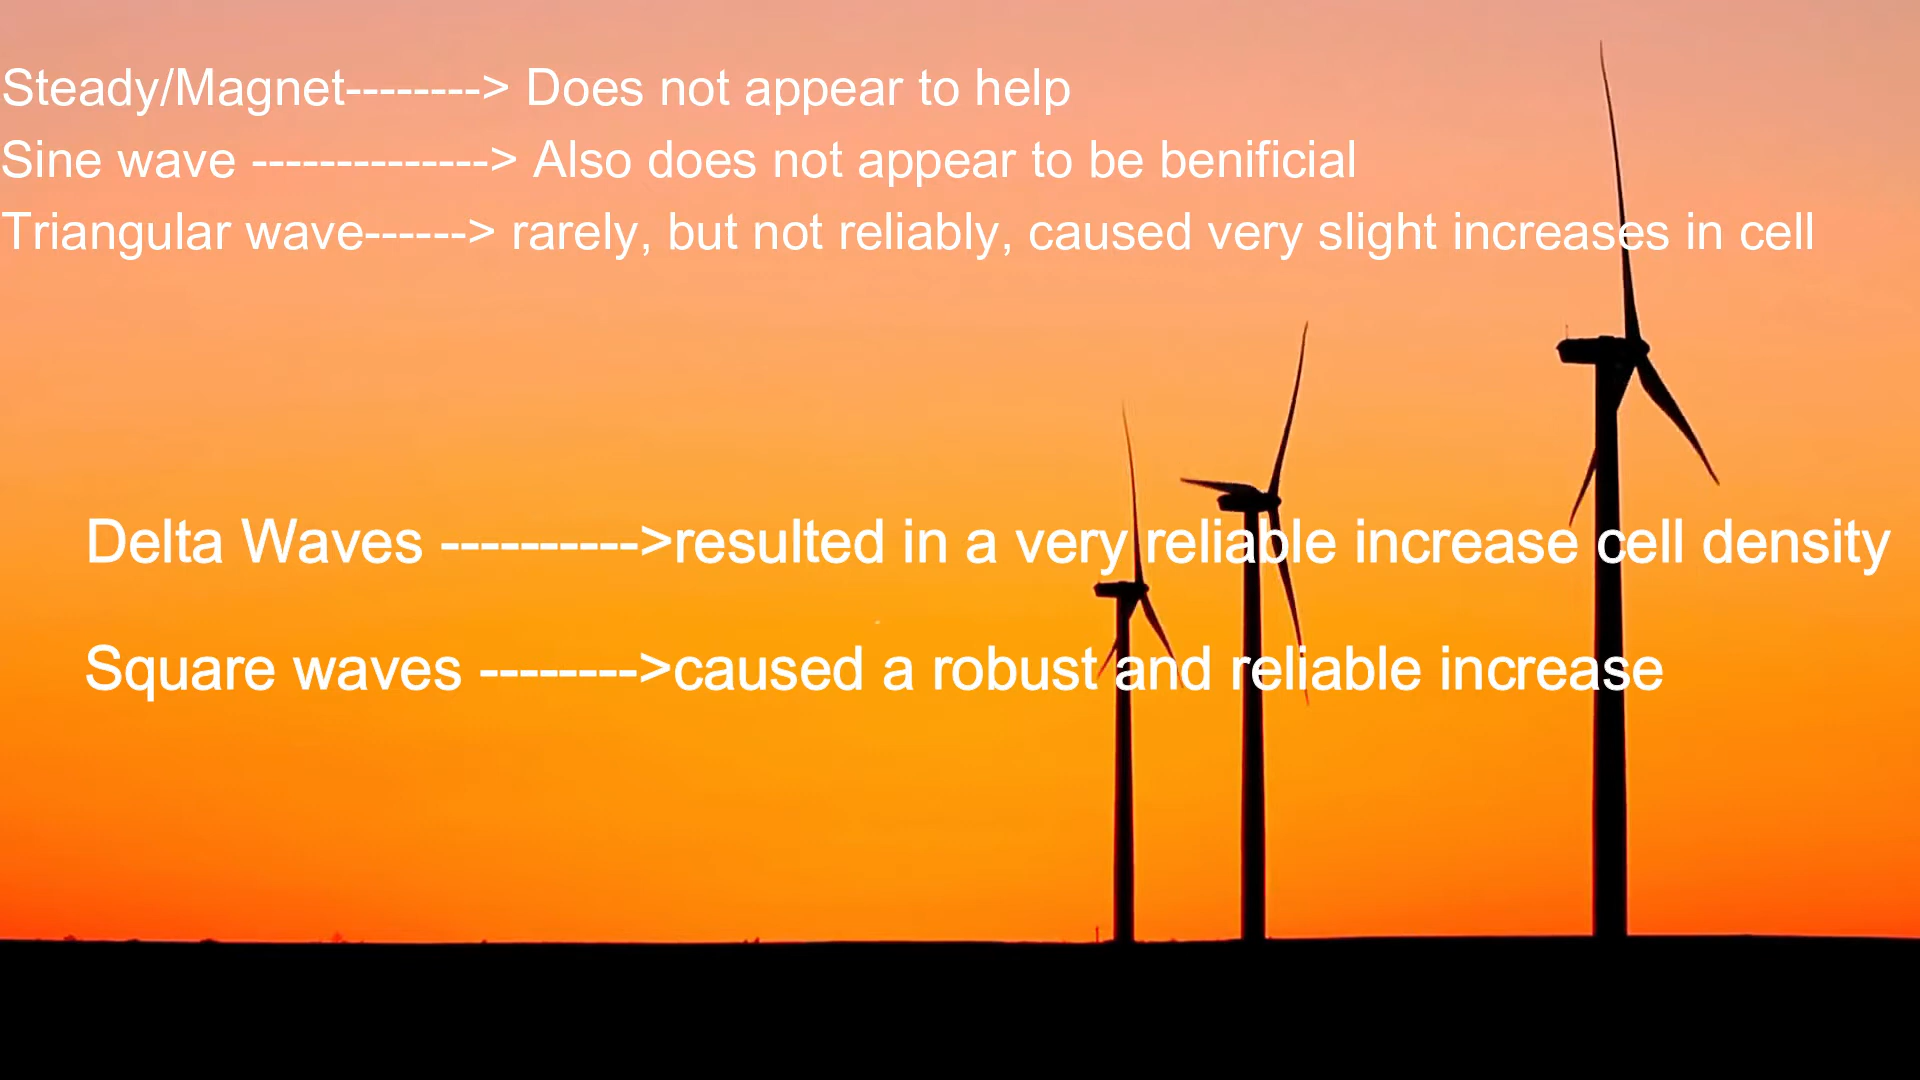 Steady/Magnet--------> Does not appear to help
Sine wave --------------> Also does not appear to be benificial
Triangular wave------> rarely, but not reliably, caused very slight increases in cell
Delta Waves ---------->resulted in a very reliable increase cell density
Square waves -------->caused a robust and reliable increase